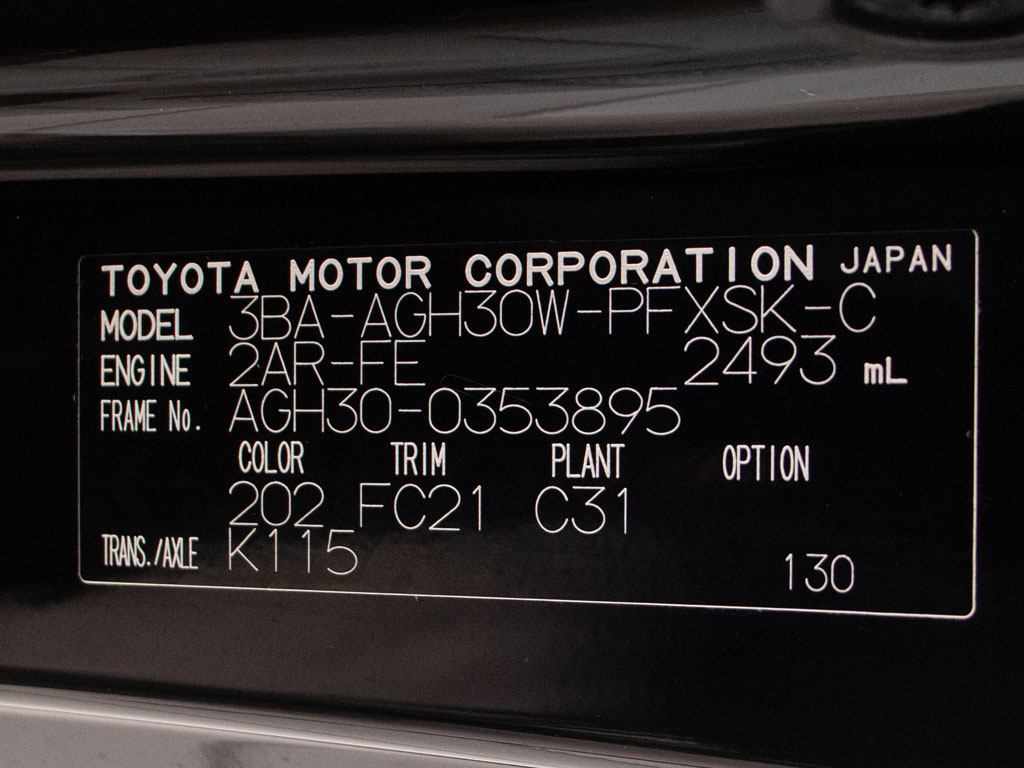 TOYOTA MOTOR CORPORATION JAPAN
MODEL 3BA-AGH30W-PFXSK-C
ENGINE 2AR-FE 2493 mL
FRAME No. AGH30-0353895
COLOR TRIM PLANT OPTION
202 FC21 C31
TRANS./AXLE K115 130